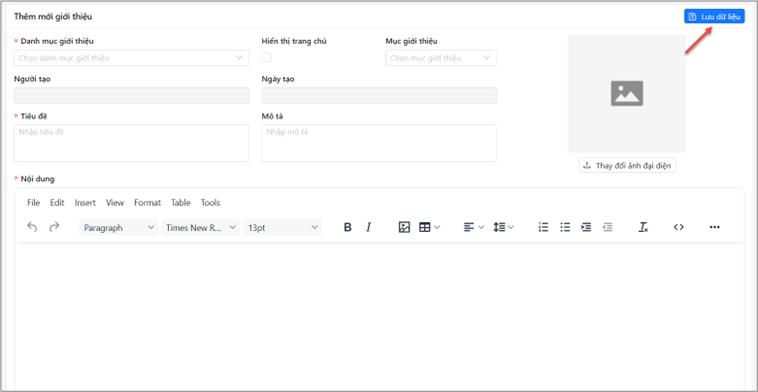 Thêm mới giới thiệu
Lưu dữ liệu
* Danh mục giới thiệu
Hiển thị trang chủ
Mục giới thiệu
Chọn danh mục giới thiệu
Chọn mục giới thiệu
Người tạo
Ngày tạo
* Tiêu đề
Mô tả
Nhập tiêu đề
Nhập mô tả
Thay đổi ảnh đại diện
* Nội dung
File Edit Insert View Format Table Tools
Paragraph Times New R... 13pt B I